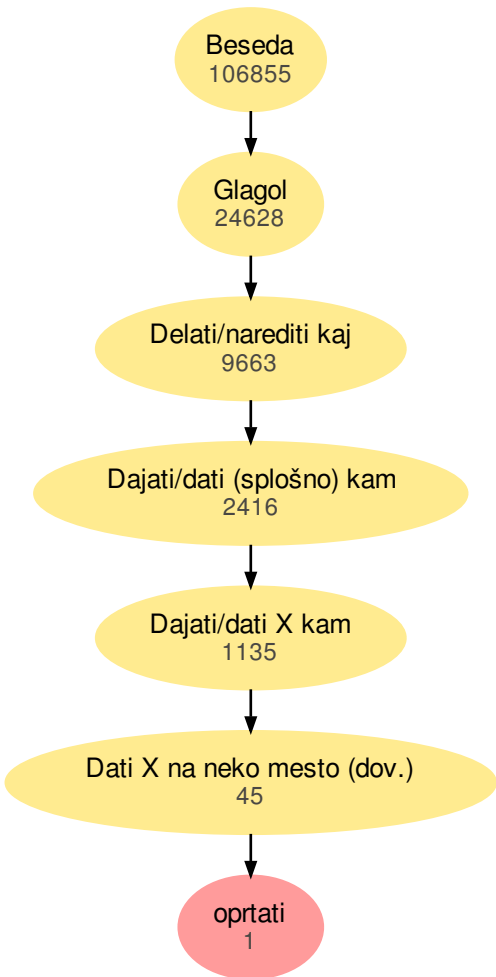 Beseda
106855
Glagol
24628
Delati/narediti kaj
9663
Dajati/dati (splošno) kam
2416
Dajati/dati X kam
1135
Dati X na neko mesto (dov.)
45
oprtati
1